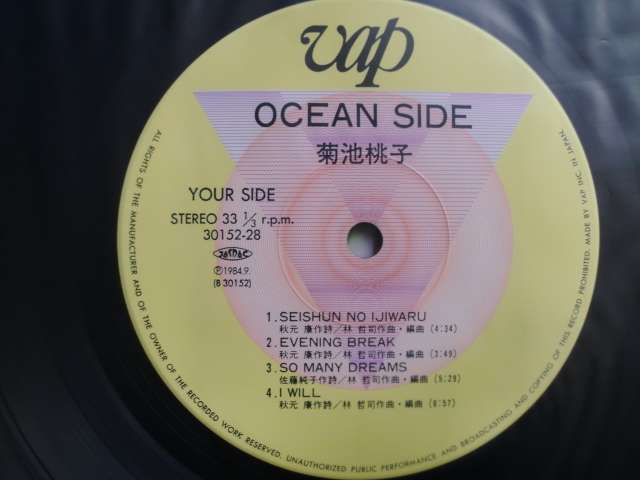 vap
OCEAN SIDE
菊池桃子
YOUR SIDE
STEREO 33 1/3 r.p.m.
30152-28
JASRAC
Ⓟ1984.9.
(B 30152)
1. SEISHUN NO IJIWARU
秋元 康作詩／林 哲司作曲・編曲 (4:34)
2. EVENING BREAK
秋元 康作詩／林 哲司作曲・編曲 (3:49)
3. SO MANY DREAMS
佐藤純子作詩／林 哲司作曲・編曲 (5:29)
4. I WILL
秋元 康作詩／林 哲司作曲・編曲 (6:57)
ALL RIGHTS OF THE MANUFACTURER AND OF THE OWNER OF THE RECORDED WORK RESERVED. UNAUTHORIZED PUBLIC PERFORMANCE AND BROADCASTING AND COPYING OF THIS RECORD PROHIBITED. MADE BY VAP INC. IN JAPAN.